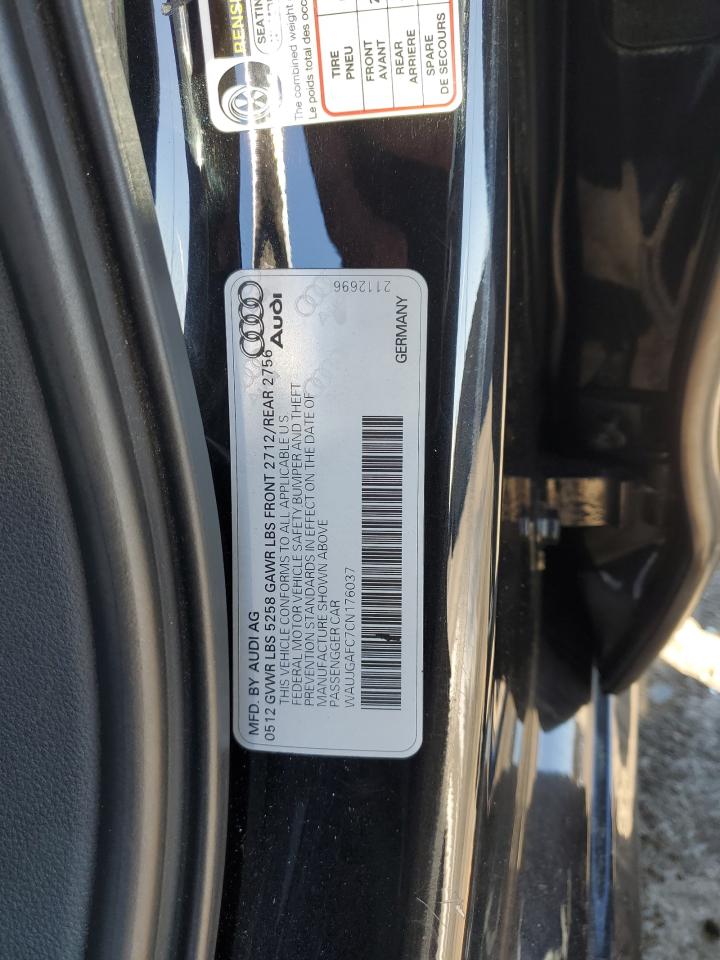 MFD. BY AUDI AG
0512 GVWR LBS 5258 GAWR LBS FRONT 2712/REAR 2756
THIS VEHICLE CONFORMS TO ALL APPLICABLE U S
FEDERAL MOTOR VEHICLE SAFETY BUMPER AND THEFT
PREVENTION STANDARDS IN EFFECT ON THE DATE OF
MANUFACTURE SHOWN ABOVE
PASSENGGER CAR
WAUJGAFC7CN176037
GERMANY
Audi
2112696
SEATIN
The combined weight
Le poids total des occ
TIRE
PNEU
FRONT
AVANT
REAR
ARRIERE
SPARE
DE SECOURS